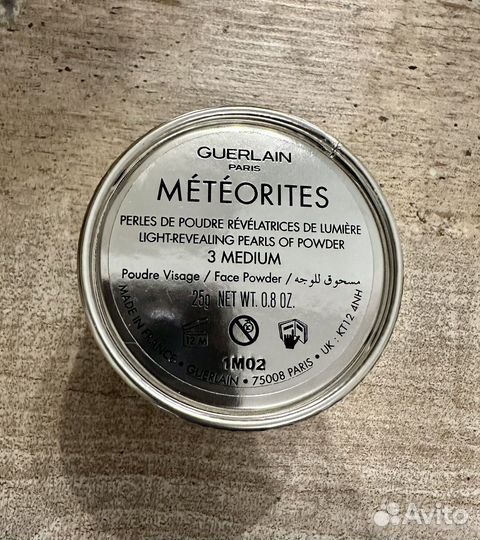 GUERLAIN
PARIS
MÉTÉORITES
PERLES DE POUDRE RÉVÉLATRICES DE LUMIÈRE
LIGHT-REVEALING PEARLS OF POWDER
3 MEDIUM
Poudre Visage / Face Powder / مسحوق للوجه
25g NET WT. 0.8 OZ.
12 M
1M02
MADE IN FRANCE • GUERLAIN • 75008 PARIS • UK : KT12 4NH
Avito